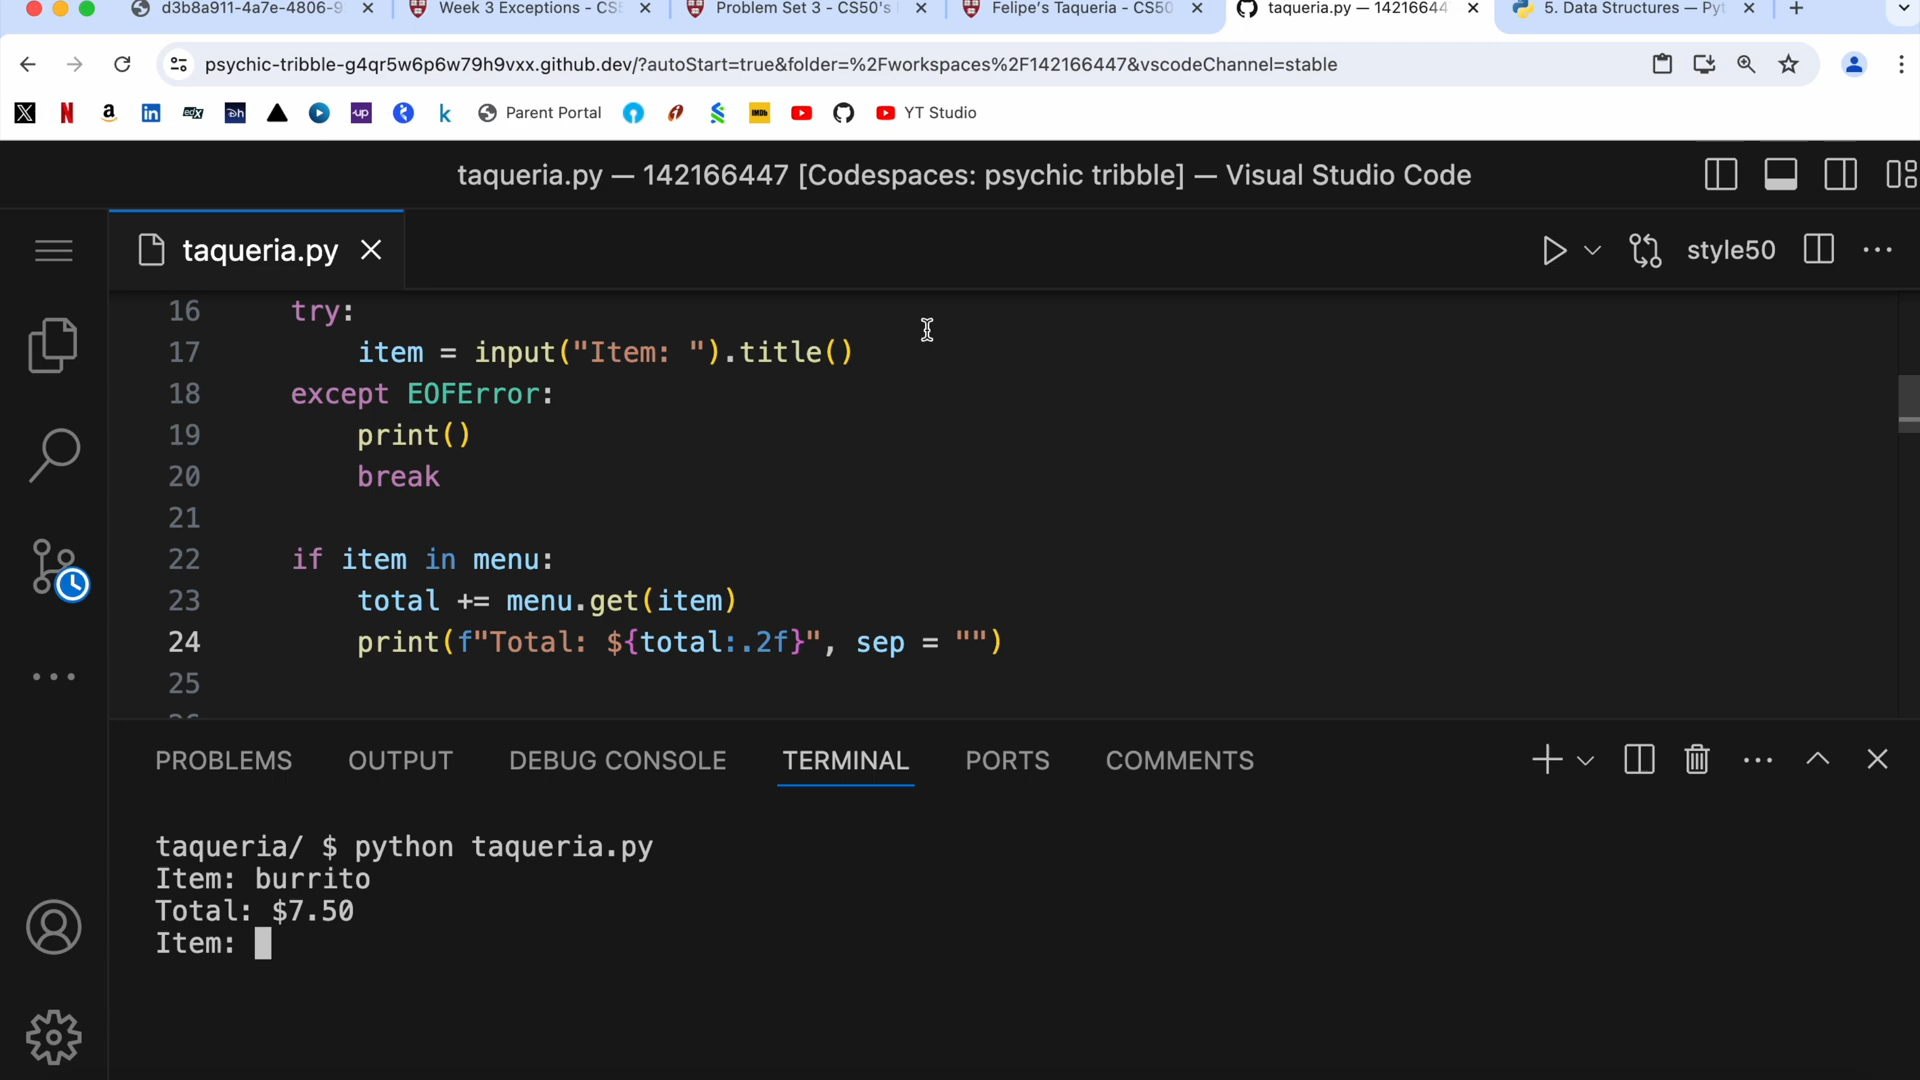 d3b8a911-4a7e-4806-9
Week 3 Exceptions - CS5
Problem Set 3 - CS50's
Felipe's Taqueria - CS50
taqueria.py — 14216644
5. Data Structures — Pyt
psychic-tribble-g4qr5w6p6w79h9vxx.github.dev/?autoStart=true&folder=%2Fworkspaces%2F142166447&vscodeChannel=stable
Parent Portal
YT Studio
taqueria.py — 142166447 [Codespaces: psychic tribble] — Visual Studio Code
taqueria.py
style50
16 try:
17 item = input("Item: ").title()
18 except EOFError:
19 print()
20 break
21
22 if item in menu:
23 total += menu.get(item)
24 print(f"Total: ${total:.2f}", sep = "")
25
PROBLEMS OUTPUT DEBUG CONSOLE TERMINAL PORTS COMMENTS
taqueria/ $ python taqueria.py
Item: burrito
Total: $7.50
Item: